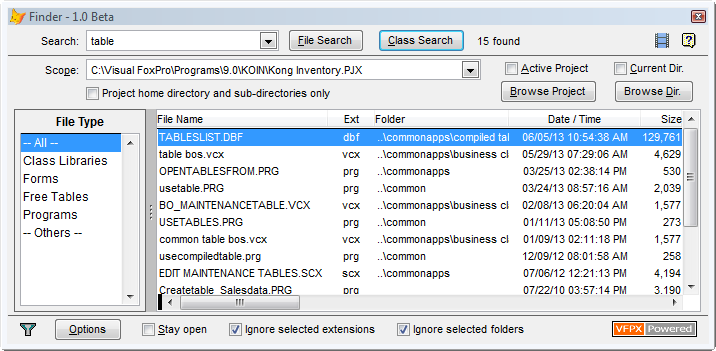 Finder - 1.0 Beta
Search: table File Search Class Search 15 found
Scope: C:\Visual FoxPro\Programs\9.0\KOIN\Kong Inventory.PJX Active Project Current Dir.
Project home directory and sub-directories only Browse Project Browse Dir.
File Type
-- All --
Class Libraries
Forms
Free Tables
Programs
-- Others --
File Name Ext Folder Date / Time Size
TABLESLIST.DBF dbf ..\commonapps\compiled tal 06/05/13 10:54:38 AM 129,761
table bos.vcx vcx ..\commonapps\business cl 05/29/13 07:29:06 AM 4,629
OPENTABLESFROM.PRG prg ..\commonapps 03/25/13 02:38:14 PM 530
usetable.PRG prg ..\common 03/24/13 08:57:16 AM 2,039
BO_MAINTENANCETABLE.VCX vcx ..\commonapps\business cl 02/08/13 06:20:04 AM 1,577
USETABLES.PRG prg ..\common 01/11/13 05:08:50 PM 273
common table bos.vcx vcx ..\commonapps\business cl 01/09/13 02:11:18 PM 1,577
usecompiledtable.prg prg ..\common 12/09/12 08:01:58 AM 258
EDIT MAINTENANCE TABLES.SCX scx ..\commonapps 07/06/12 12:21:13 PM 4,194
Createtable_Salesdata.PRG prg ..\common 07/22/10 03:57:14 PM 3,190
Options Stay open Ignore selected extensions Ignore selected folders VFPX Powered